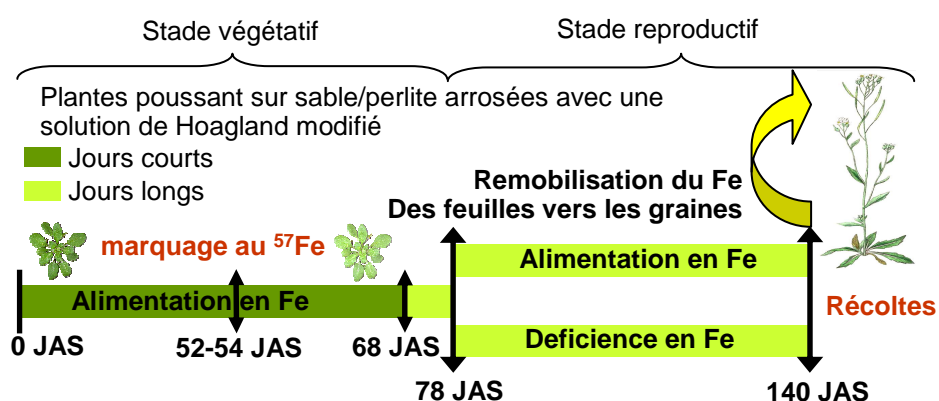 Stade végétatif
Stade reproductif
Plantes poussant sur sable/perlite arrosées avec une
solution de Hoagland modifié
Jours courts
Jours longs
Remobilisation du Fe
Des feuilles vers les graines
marquage au ⁵⁷Fe
Alimentation en Fe
Alimentation en Fe
Récoltes
Deficience en Fe
0 JAS
52-54 JAS
68 JAS
78 JAS
140 JAS